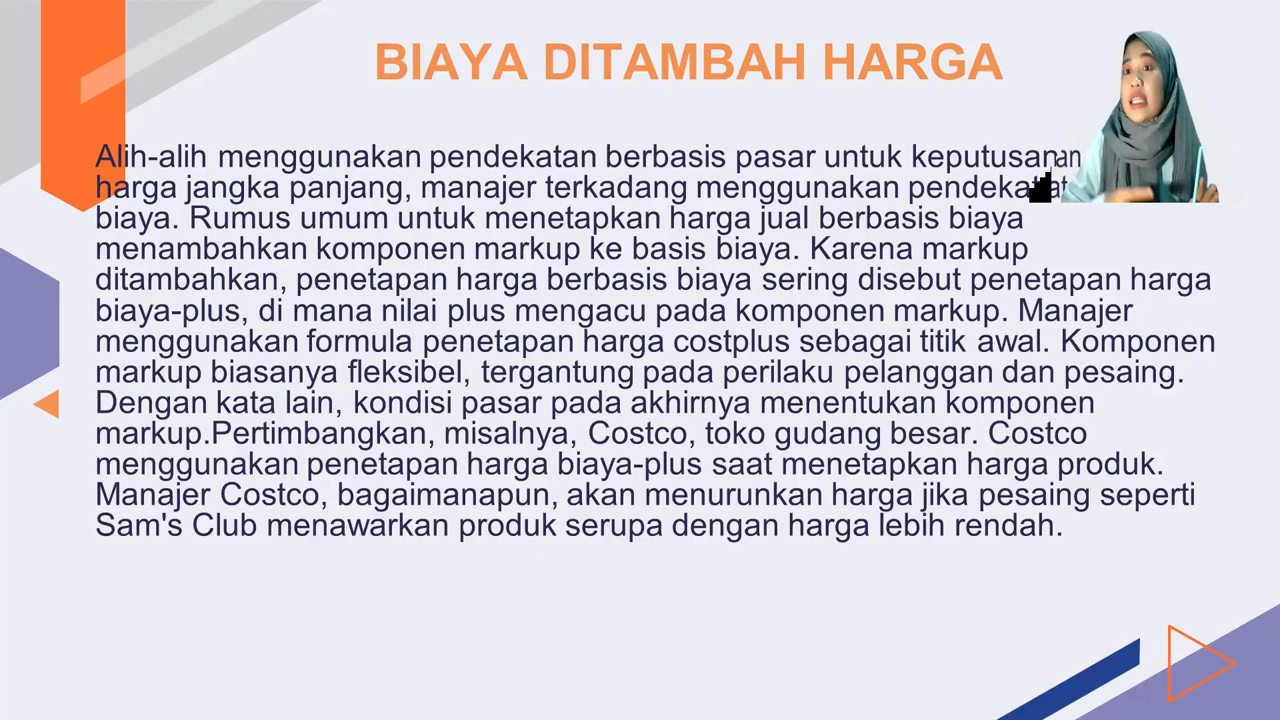 BIAYA DITAMBAH HARGA
Alih-alih menggunakan pendekatan berbasis pasar untuk keputusan
harga jangka panjang, manajer terkadang menggunakan
biaya. Rumus umum untuk menetapkan harga jual berbasis biaya
menambahkan komponen markup ke basis biaya. Karena markup
ditambahkan, penetapan harga berbasis biaya sering disebut penetapan harga
biaya-plus, di mana nilai plus mengacu pada komponen markup. Manajer
menggunakan formula penetapan harga costplus sebagai titik awal. Komponen
markup biasanya fleksibel, tergantung pada perilaku pelanggan dan pesaing.
Dengan kata lain, kondisi pasar pada akhirnya menentukan komponen
markup.Pertimbangkan, misalnya, Costco, toko gudang besar. Costco
menggunakan penetapan harga biaya-plus saat menetapkan harga produk.
Manajer Costco, bagaimanapun, akan menurunkan harga jika pesaing seperti
Sam's Club menawarkan produk serupa dengan harga lebih rendah.